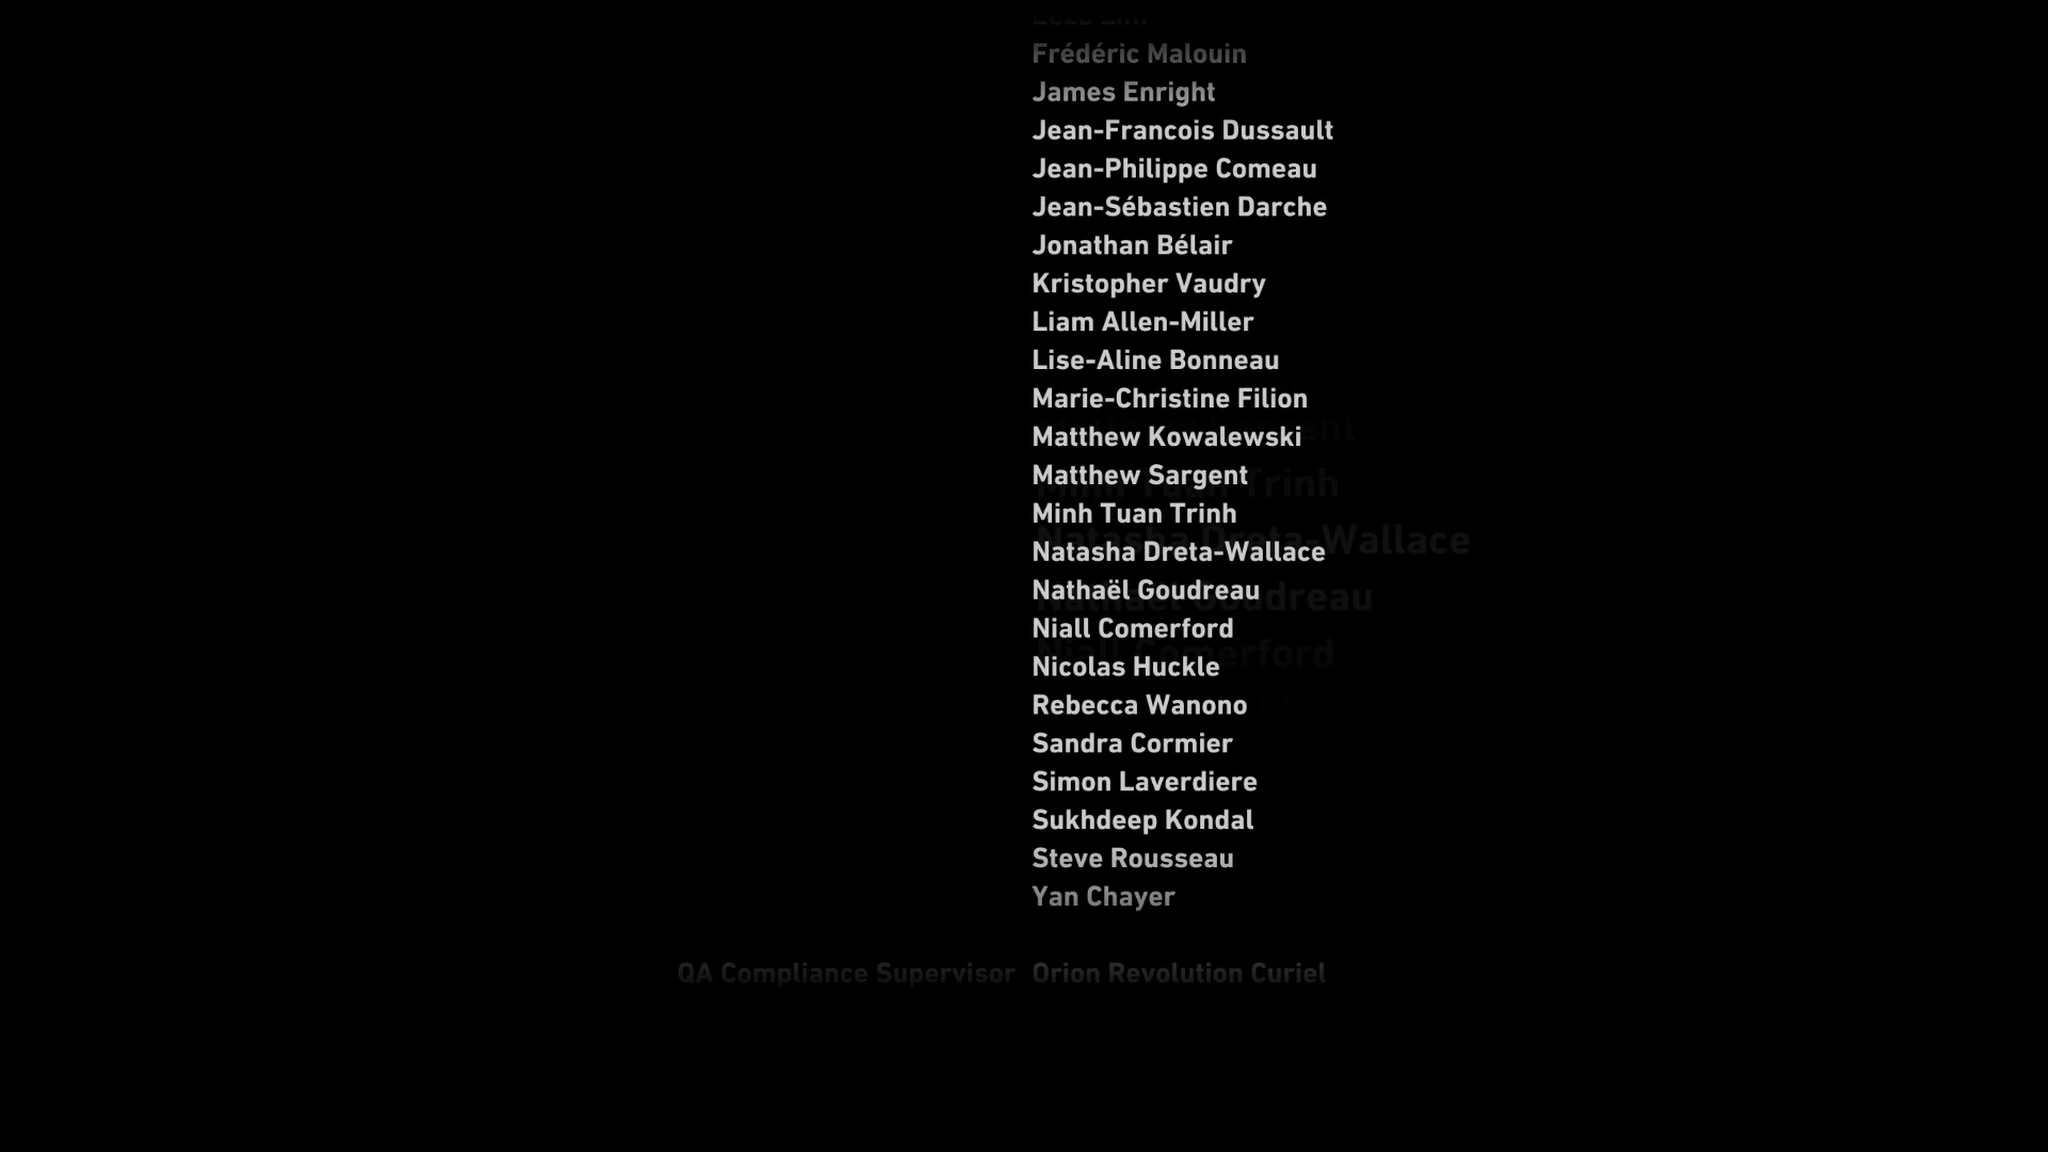 Frédéric Malouin
James Enright
Jean-Francois Dussault
Jean-Philippe Comeau
Jean-Sébastien Darche
Jonathan Bélair
Kristopher Vaudry
Liam Allen-Miller
Lise-Aline Bonneau
Marie-Christine Filion
Matthew Kowalewski
Matthew Sargent
Minh Tuan Trinh
Natasha Dreta-Wallace
Nathaël Goudreau
Niall Comerford
Nicolas Huckle
Rebecca Wanono
Sandra Cormier
Simon Laverdiere
Sukhdeep Kondal
Steve Rousseau
Yan Chayer
QA Compliance Supervisor Orion Revolution Curiel